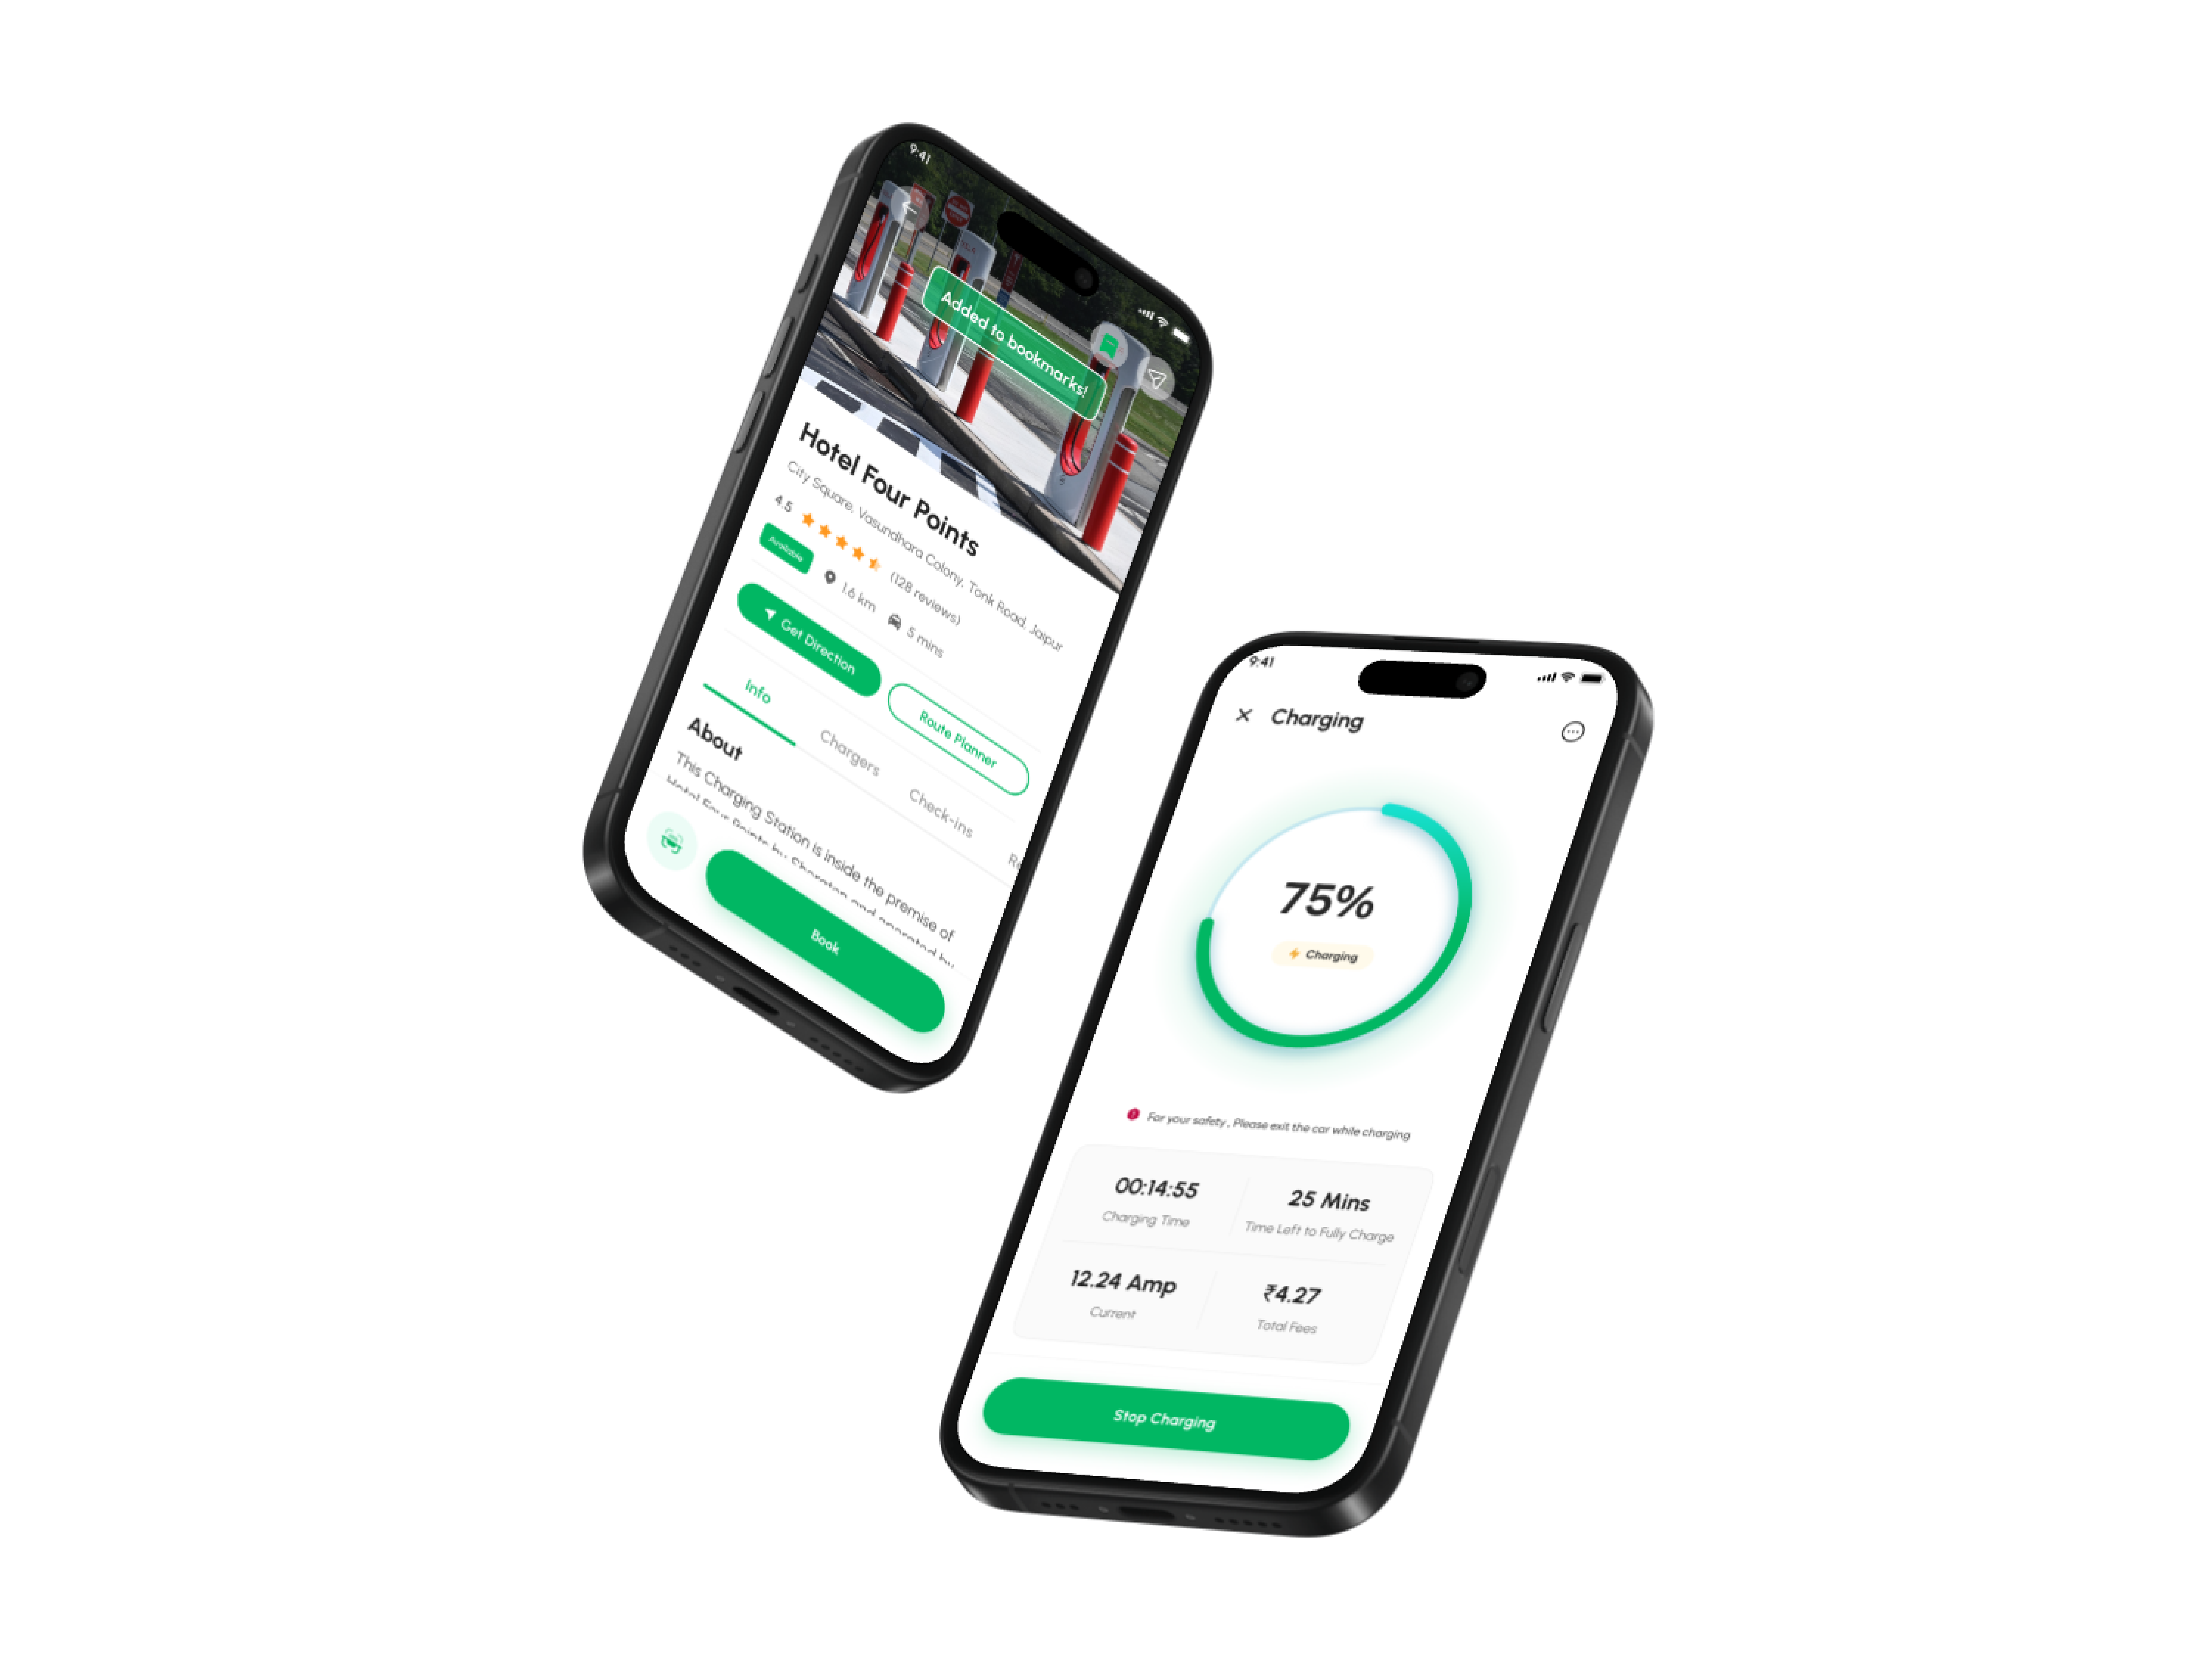 9:41
Added to bookmarks!
Hotel Four Points
City Square, Vasundhara Colony, Tonk Road, Jaipur
4.5 (128 reviews)
Available 1.6 km 5 mins
Get Direction Route Planner
Info Chargers Check-ins
About
This Charging Station is inside the premise of
Hotel Four Points by Sheraton and operated by
Book
9:41
Charging
75%
Charging
For your safety , Please exit the car while charging
00:14:55 25 Mins
Charging Time Time Left to Fully Charge
12.24 Amp ₹4.27
Current Total Fees
Stop Charging